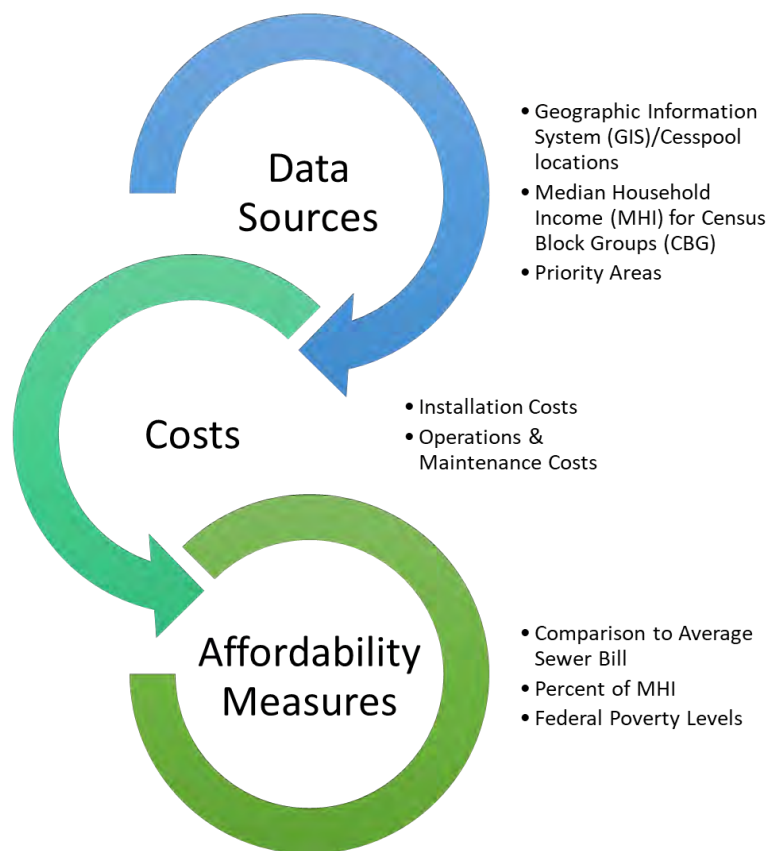 Data
Sources
• Geographic Information
System (GIS)/Cesspool
locations
• Median Household
Income (MHI) for Census
Block Groups (CBG)
• Priority Areas
Costs
• Installation Costs
• Operations &
Maintenance Costs
Affordability
Measures
• Comparison to Average
Sewer Bill
• Percent of MHI
• Federal Poverty Levels